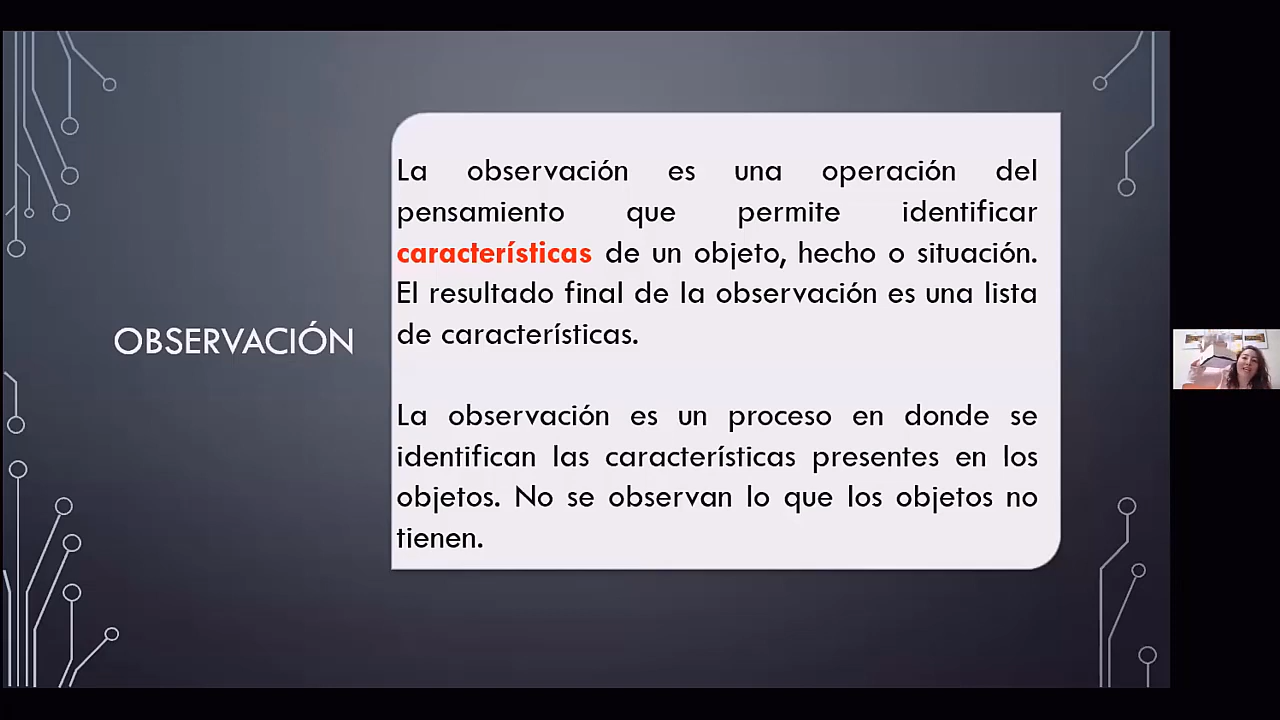 OBSERVACIÓN
La observación es una operación del
pensamiento que permite identificar
características de un objeto, hecho o situación.
El resultado final de la observación es una lista
de características.
La observación es un proceso en donde se
identifican las características presentes en los
objetos. No se observan lo que los objetos no
tienen.